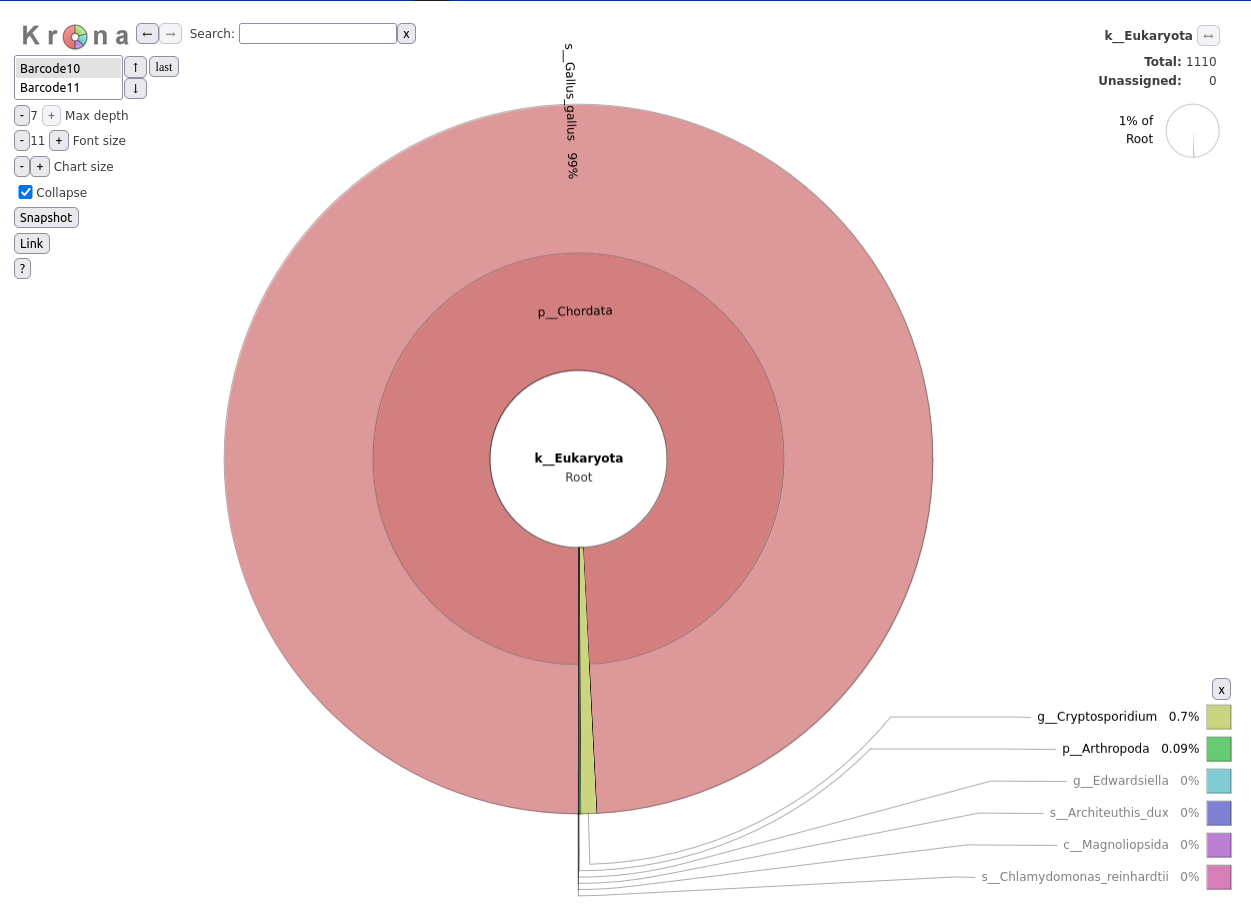 Krona ← → Search: x
Barcode10 ↑ last
Barcode11 ↓
- 7 + Max depth
- 11 + Font size
- + Chart size
Collapse
Snapshot
Link
?
k__Eukaryota ↔
Total: 1110
Unassigned: 0
1% of
Root
s__Gallus_gallus 99%
p__Chordata
k__Eukaryota
Root
x
g__Cryptosporidium 0.7%
p__Arthropoda 0.09%
g__Edwardsiella 0%
s__Architeuthis_dux 0%
c__Magnoliopsida 0%
s__Chlamydomonas_reinhardtii 0%